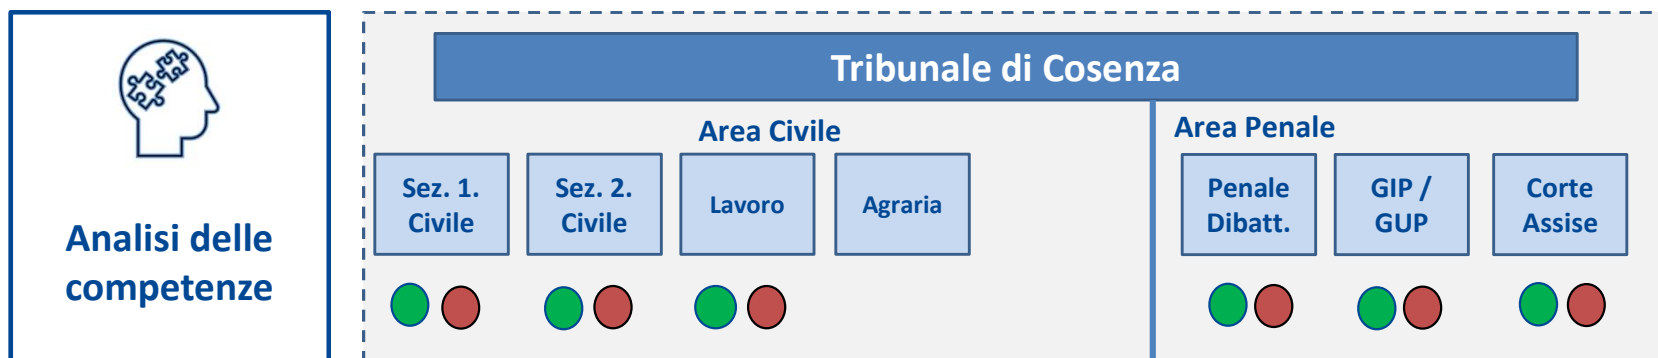 Analisi delle
competenze
Tribunale di Cosenza
Area Civile
Sez. 1.
Civile
Sez. 2.
Civile
Lavoro
Agraria
Area Penale
Penale
Dibatt.
GIP /
GUP
Corte
Assise